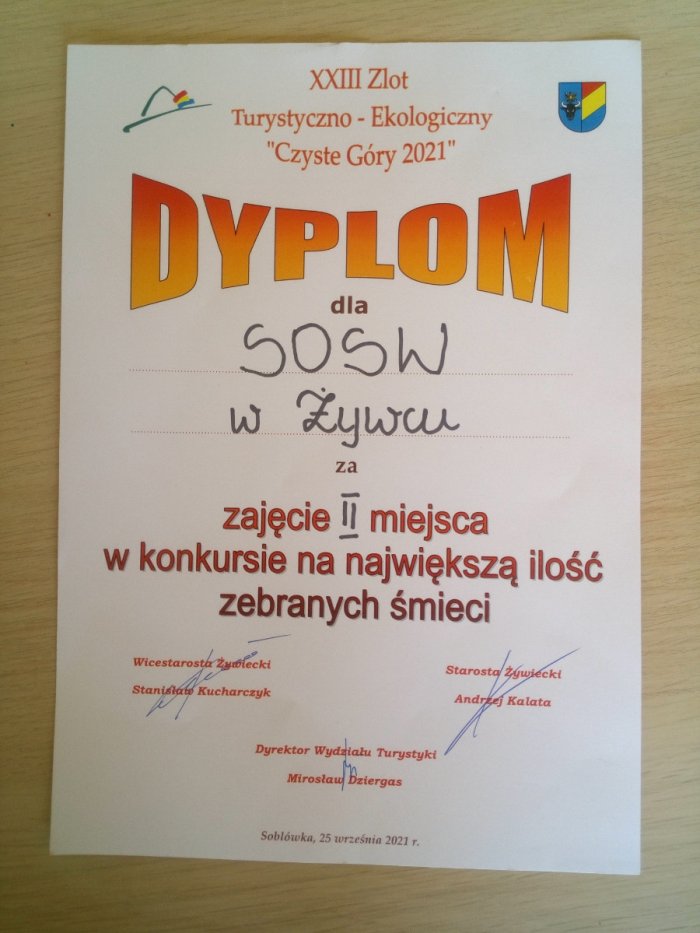 XXIII Zlot
Turystyczno - Ekologiczny
"Czyste Góry 2021"
DYPLOM
dla
SOSW
w Żywcu
za
zajęcie II miejsca
w konkursie na największą ilość
zebranych śmieci
Wicestarosta Żywiecki
Stanisław Kucharczyk
Starosta Żywiecki
Andrzej Kalata
Dyrektor Wydziału Turystyki
Mirosław Dziergas
Soblówka, 25 września 2021 r.